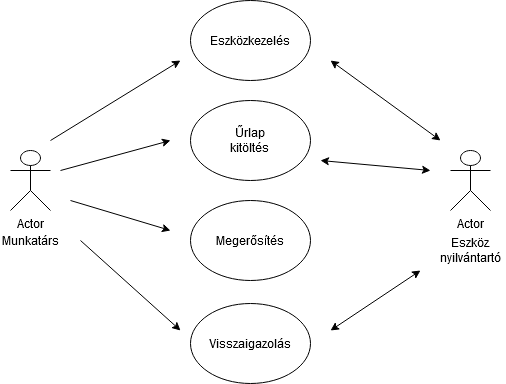 Eszközkezelés
Űrlap
kitöltés
Megerősítés
Visszaigazolás
Actor
Munkatárs
Actor
Eszköz
nyilvántartó